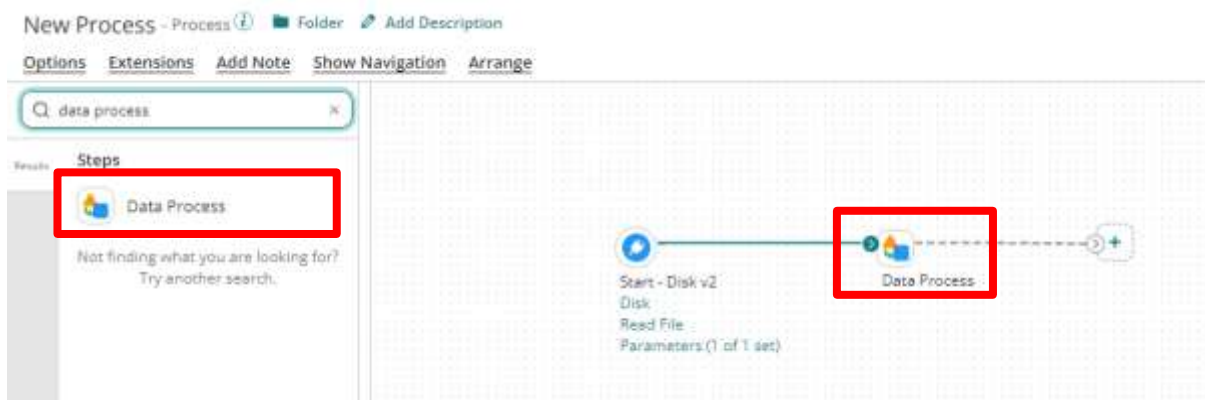 New Process - Process Folder Add Description
Options Extensions Add Note Show Navigation Arrange
data process
Results
Steps
Data Process
Not finding what you are looking for?
Try another search.
Start - Disk v2
Disk
Read File
Parameters (1 of 1 set)
Data Process